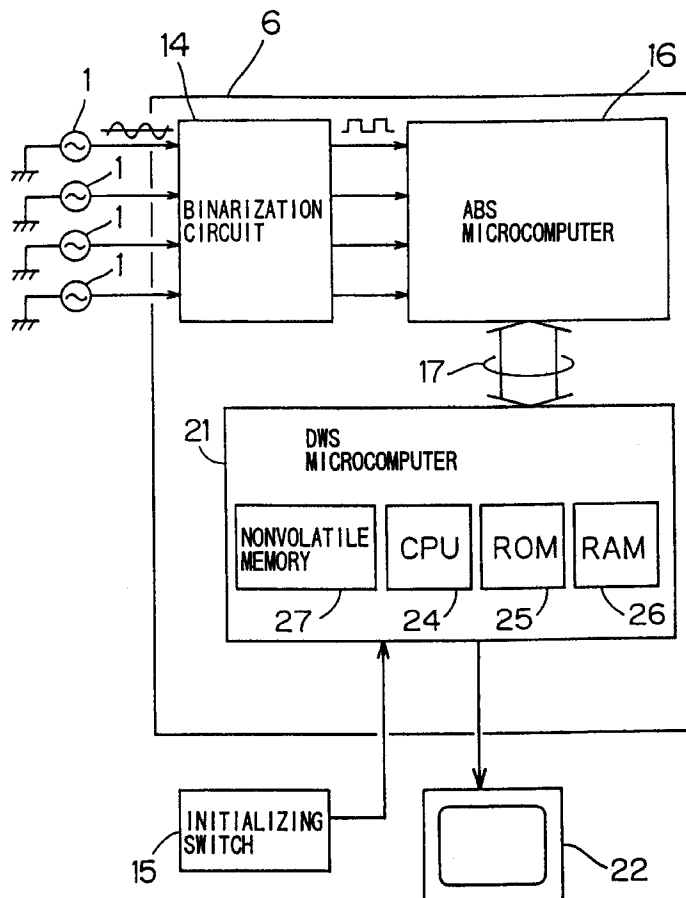 6
14
16
1
1
1
1
BINARIZATION
CIRCUIT
ABS
MICROCOMPUTER
17
21
DWS
MICROCOMPUTER
NONVOLATILE
MEMORY
CPU
ROM
RAM
27
24
25
26
INITIALIZING
SWITCH
15
22